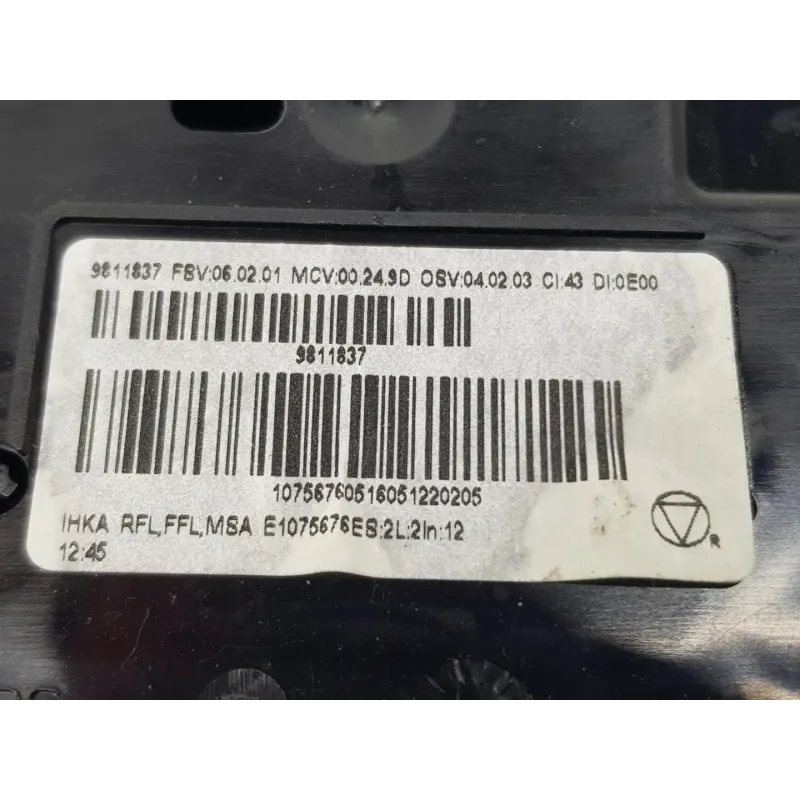 9811837 FBV:06.02.01 MCV:00.24.9D OSV:04.02.03 CI:43 DI:0E00
9811837
10756760516051220205
IHKA RFL,FFL,MSA E1075676ES:2L:2In:12
12:45
R